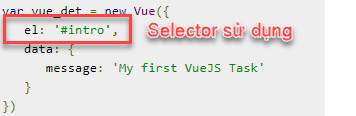 var vue_det = new Vue({
el: '#intro', Selector sử dụng
data: {
message: 'My first VueJS Task'
}
})